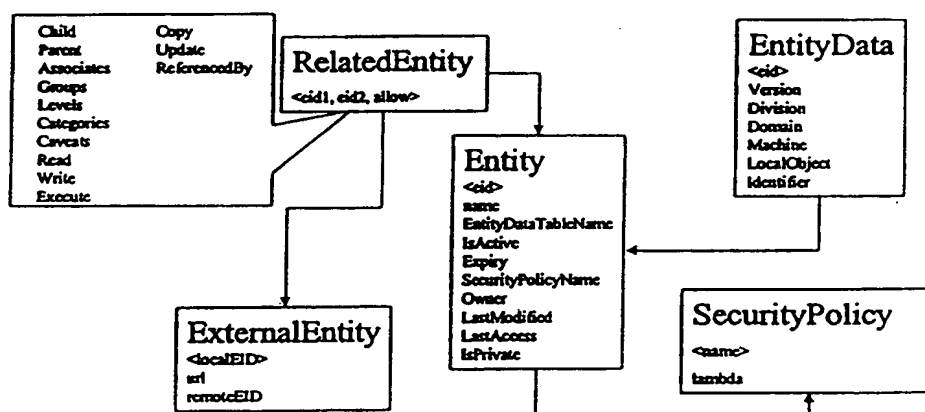 Child
Parent
Associates
Groups
Levels
Categories
Caveats
Read
Write
Execute
Copy
Update
ReferencedBy
RelatedEntity
<eid1, eid2, allow>
EntityData
<eid>
Version
Division
Domain
Machine
LocalObject
Identifier
Entity
<eid>
name
EntityDataTableName
IsActive
Expiry
SecurityPolicyName
Owner
LastModified
LastAccess
IsPrivate
ExternalEntity
<localEID>
url
remoteEID
SecurityPolicy
<name>
lambda